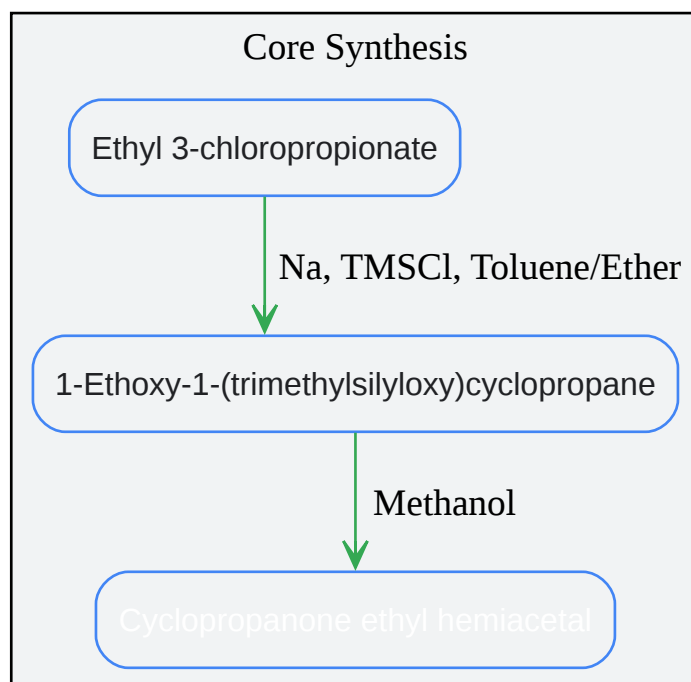 Core Synthesis
Ethyl 3-chloropropionate
Na, TMSCl, Toluene/Ether
1-Ethoxy-1-(trimethylsilyloxy)cyclopropane
Methanol
Cyclopropanone ethyl hemiacetal